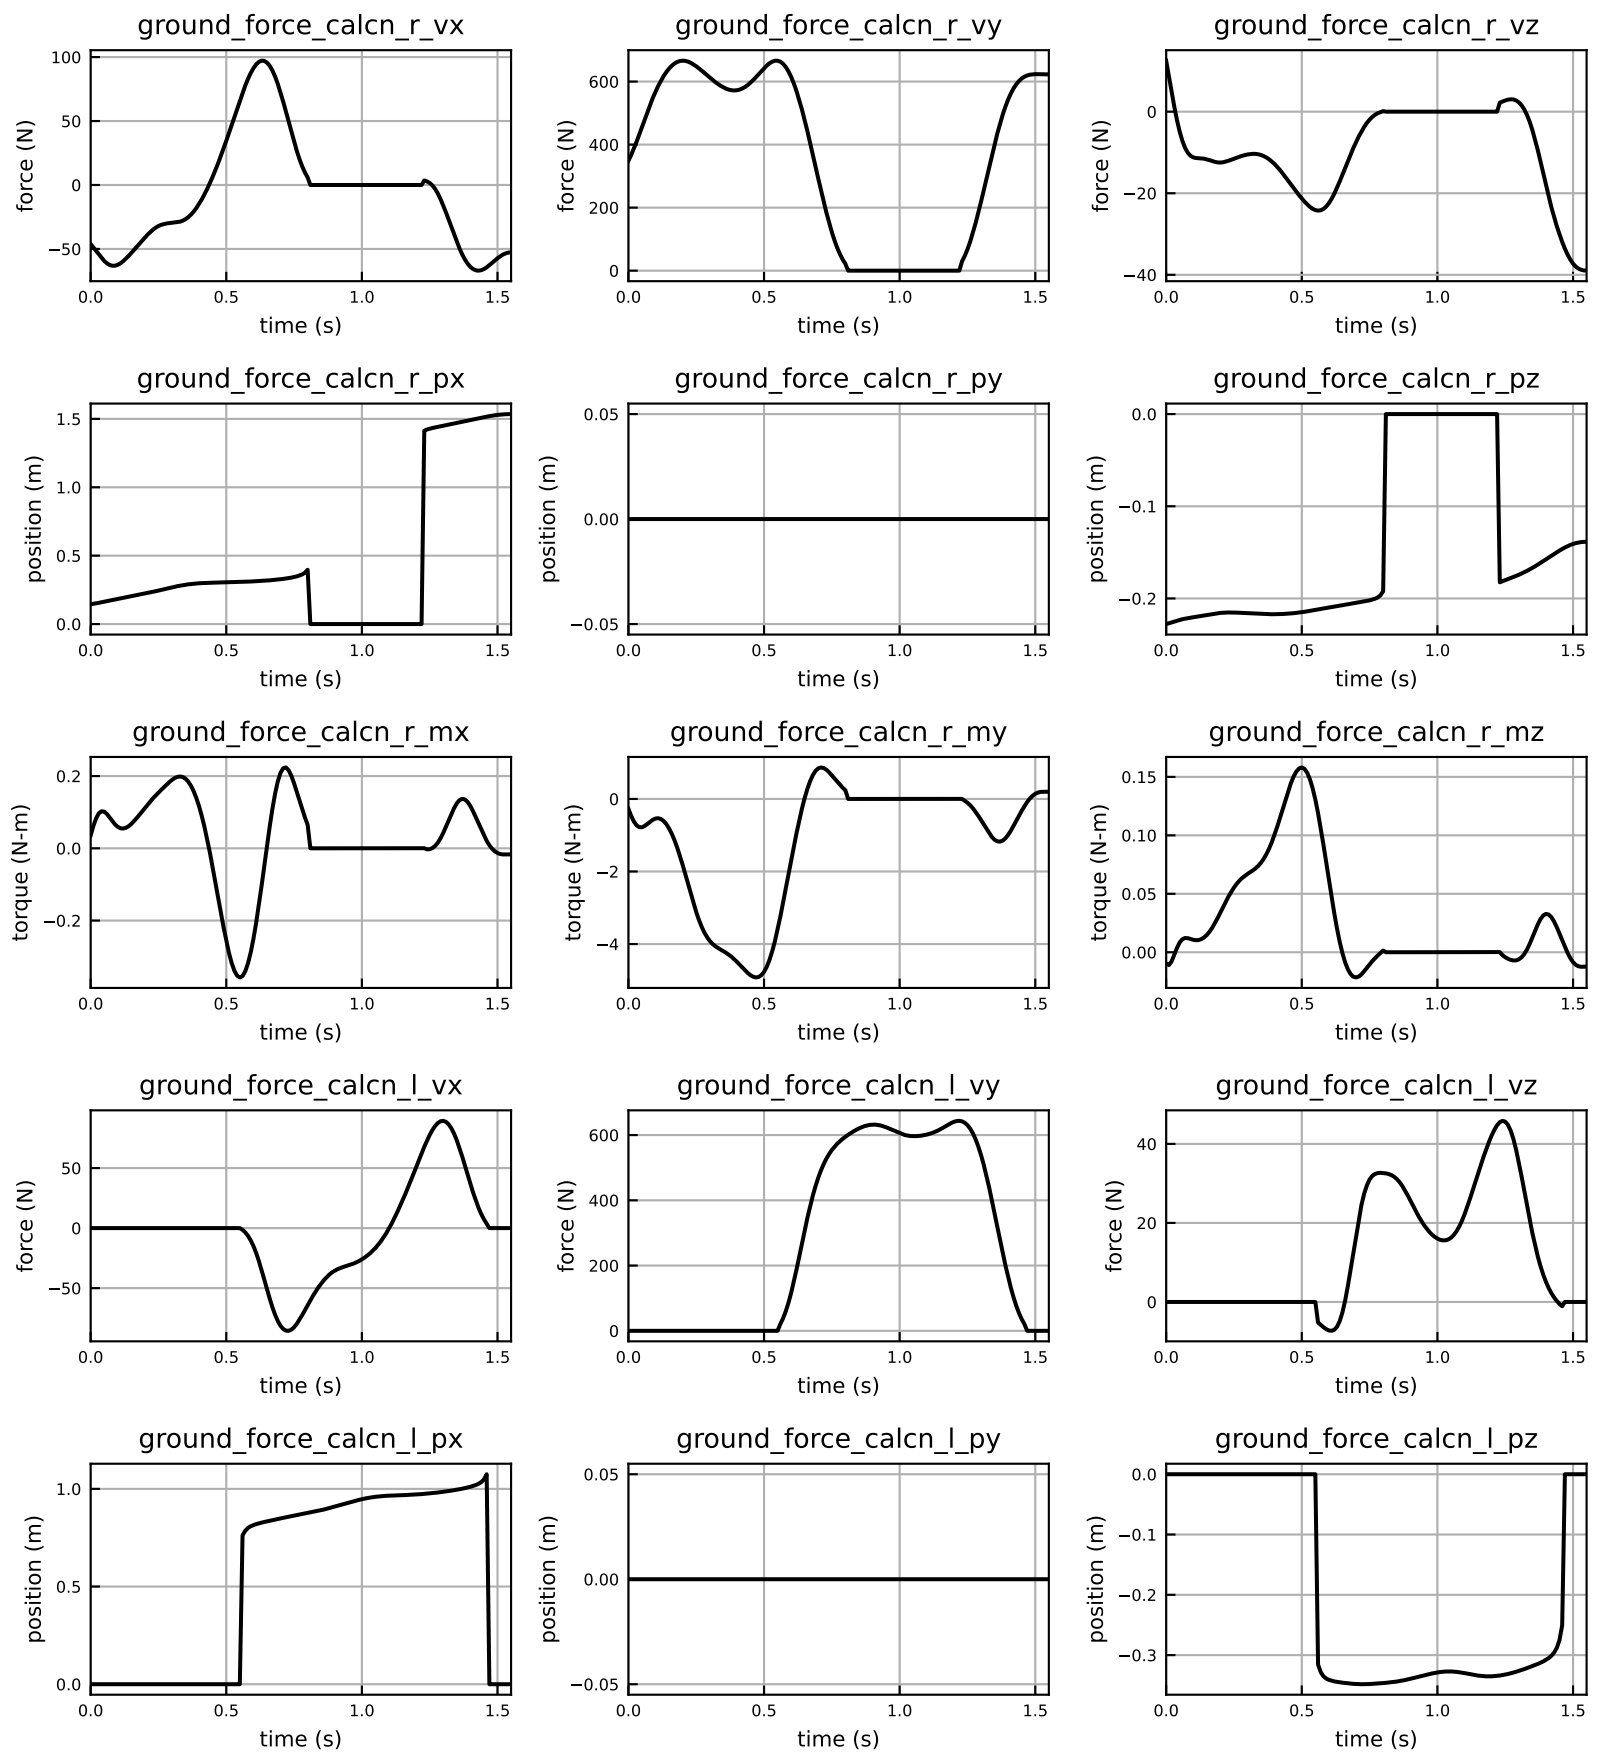 ground_force_calcn_r_vx
force (N)
100
50
0
−50
0.0 0.5 1.0 1.5
time (s)
ground_force_calcn_r_vy
force (N)
600
400
200
0
0.0 0.5 1.0 1.5
time (s)
ground_force_calcn_r_vz
force (N)
0
−20
−40
0.0 0.5 1.0 1.5
time (s)
ground_force_calcn_r_px
position (m)
1.5
1.0
0.5
0.0
0.0 0.5 1.0 1.5
time (s)
ground_force_calcn_r_py
position (m)
0.05
0.00
−0.05
0.0 0.5 1.0 1.5
time (s)
ground_force_calcn_r_pz
position (m)
0.0
−0.1
−0.2
0.0 0.5 1.0 1.5
time (s)
ground_force_calcn_r_mx
torque (N-m)
0.2
0.0
−0.2
0.0 0.5 1.0 1.5
time (s)
ground_force_calcn_r_my
torque (N-m)
0
−2
−4
0.0 0.5 1.0 1.5
time (s)
ground_force_calcn_r_mz
torque (N-m)
0.15
0.10
0.05
0.00
0.0 0.5 1.0 1.5
time (s)
ground_force_calcn_l_vx
force (N)
50
0
−50
0.0 0.5 1.0 1.5
time (s)
ground_force_calcn_l_vy
force (N)
600
400
200
0
0.0 0.5 1.0 1.5
time (s)
ground_force_calcn_l_vz
force (N)
40
20
0
0.0 0.5 1.0 1.5
time (s)
ground_force_calcn_l_px
position (m)
1.0
0.5
0.0
0.0 0.5 1.0 1.5
time (s)
ground_force_calcn_l_py
position (m)
0.05
0.00
−0.05
0.0 0.5 1.0 1.5
time (s)
ground_force_calcn_l_pz
position (m)
0.0
−0.1
−0.2
−0.3
0.0 0.5 1.0 1.5
time (s)